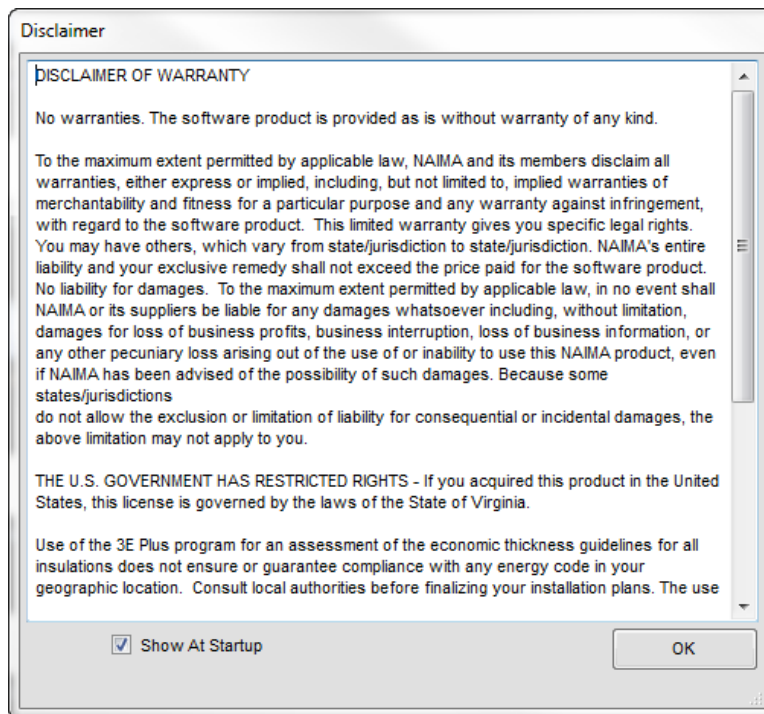 Disclaimer
DISCLAIMER OF WARRANTY
No warranties. The software product is provided as is without warranty of any kind.
To the maximum extent permitted by applicable law, NAIMA and its members disclaim all
warranties, either express or implied, including, but not limited to, implied warranties of
merchantability and fitness for a particular purpose and any warranty against infringement,
with regard to the software product.  This limited warranty gives you specific legal rights.
You may have others, which vary from state/jurisdiction to state/jurisdiction. NAIMA's entire
liability and your exclusive remedy shall not exceed the price paid for the software product.
No liability for damages.  To the maximum extent permitted by applicable law, in no event shall
NAIMA or its suppliers be liable for any damages whatsoever including, without limitation,
damages for loss of business profits, business interruption, loss of business information, or
any other pecuniary loss arising out of the use of or inability to use this NAIMA product, even
if NAIMA has been advised of the possibility of such damages. Because some
states/jurisdictions
do not allow the exclusion or limitation of liability for consequential or incidental damages, the
above limitation may not apply to you.
THE U.S. GOVERNMENT HAS RESTRICTED RIGHTS - If you acquired this product in the United
States, this license is governed by the laws of the State of Virginia.
Use of the 3E Plus program for an assessment of the economic thickness guidelines for all
insulations does not ensure or guarantee compliance with any energy code in your
geographic location.  Consult local authorities before finalizing your installation plans. The use
Show At Startup
OK